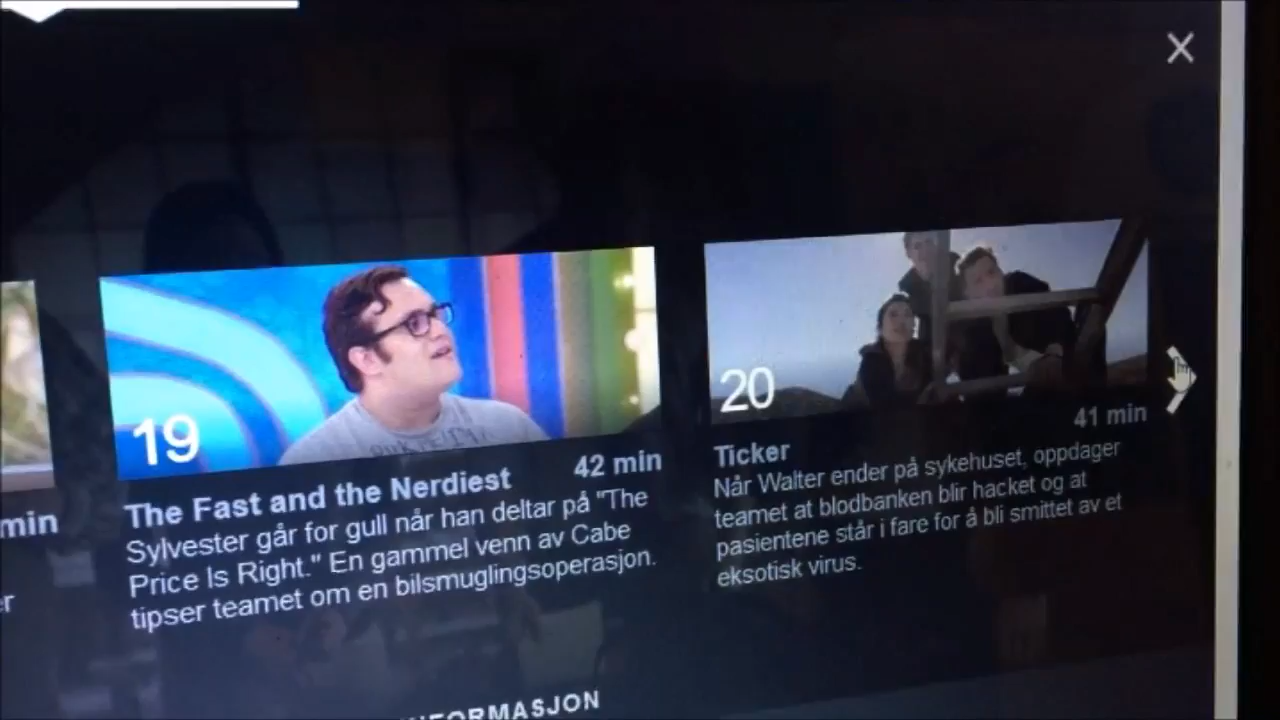 19
The Fast and the Nerdiest 42 min
Sylvester går for gull når han deltar på "The
Price Is Right." En gammel venn av Cabe
tipser teamet om en bilsmuglingsoperasjon.
20
41 min
Ticker
Når Walter ender på sykehuset, oppdager
teamet at blodbanken blir hacket og at
pasientene står i fare for å bli smittet av et
eksotisk virus.
min